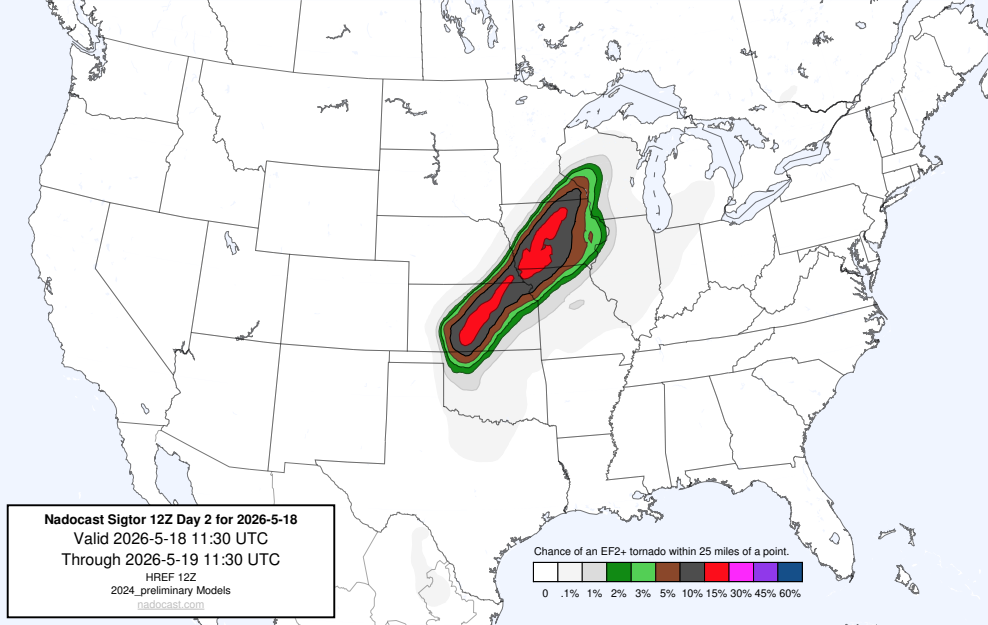 Nadocast Sigtor 12Z Day 2 for 2026-5-18
Valid 2026-5-18 11:30 UTC
Through 2026-5-19 11:30 UTC
HREF 12Z
2024_preliminary Models
nadocast.com
Chance of an EF2+ tornado within 25 miles of a point.
0 .1% 1% 2% 3% 5% 10% 15% 30% 45% 60%